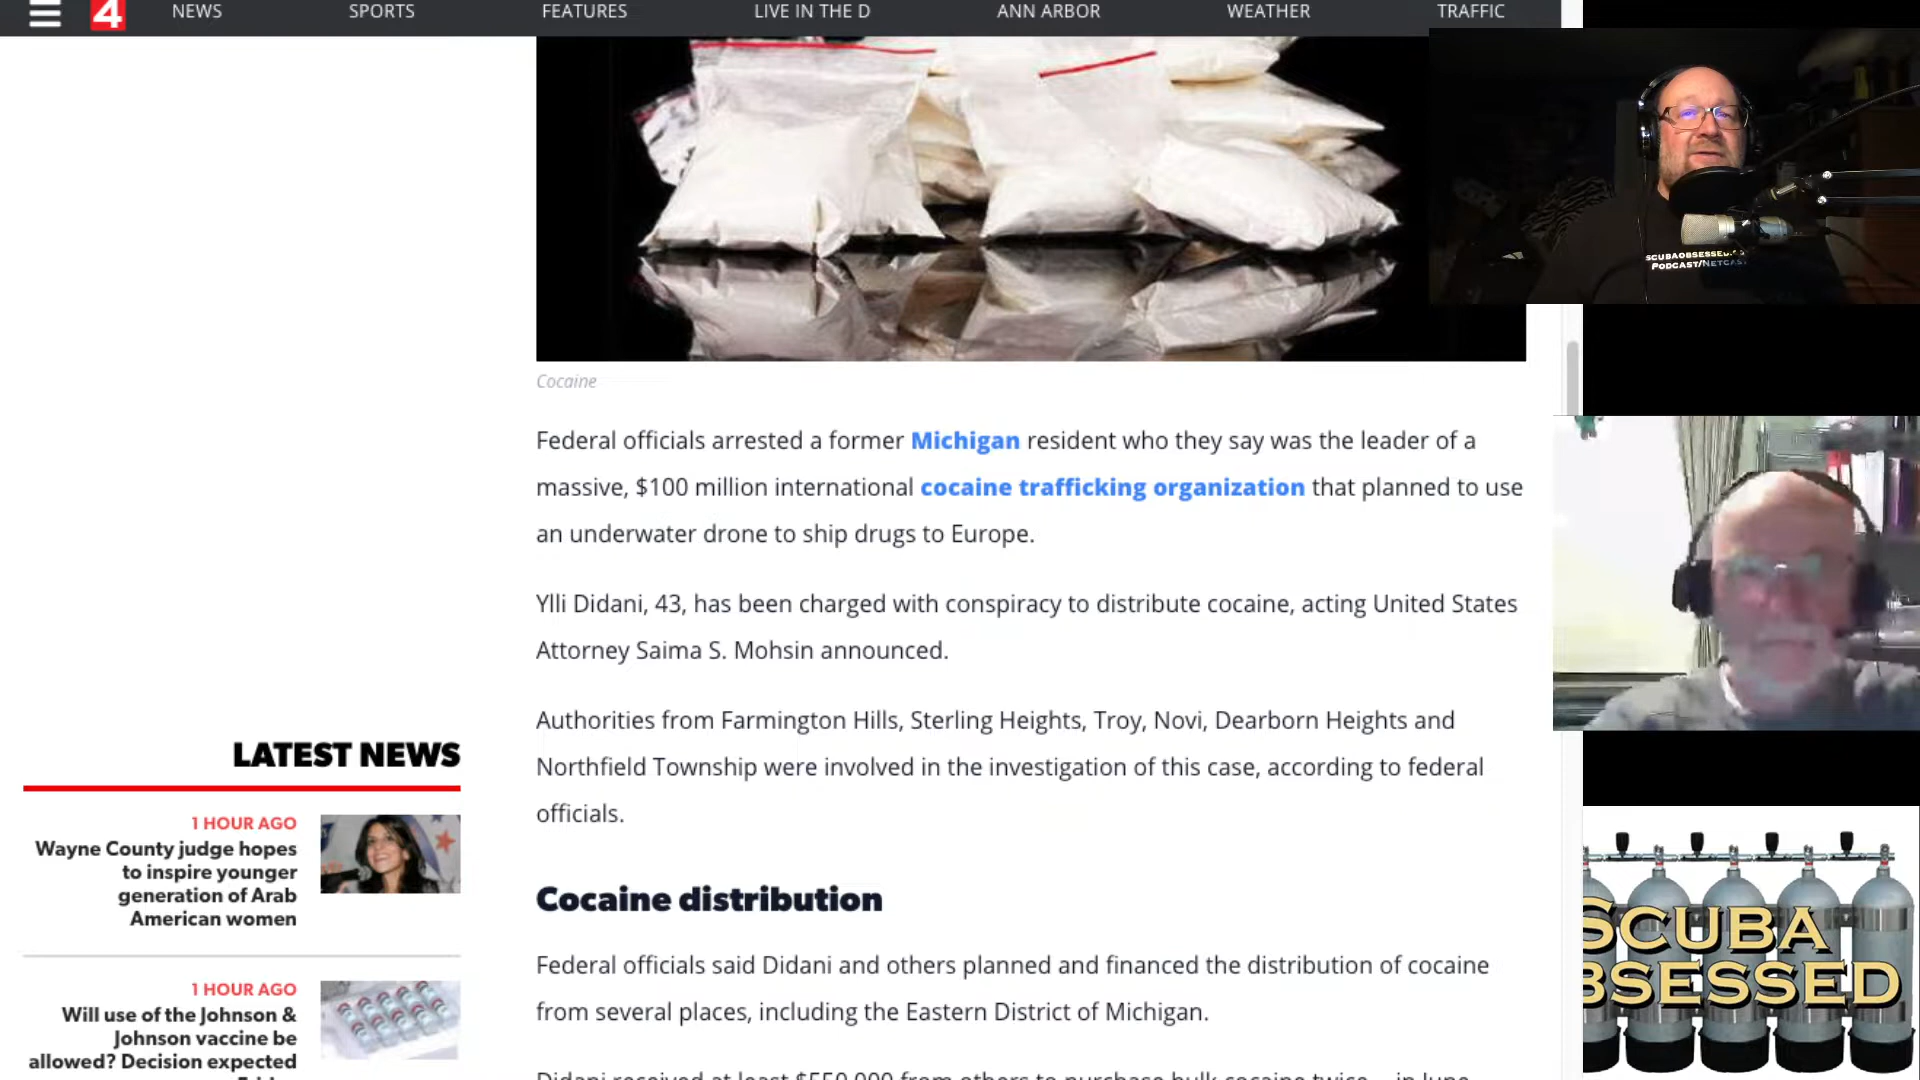 4
NEWS
SPORTS
FEATURES
LIVE IN THE D
ANN ARBOR
WEATHER
TRAFFIC
Cocaine
Federal officials arrested a former Michigan resident who they say was the leader of a
massive, $100 million international cocaine trafficking organization that planned to use
an underwater drone to ship drugs to Europe.
Ylli Didani, 43, has been charged with conspiracy to distribute cocaine, acting United States
Attorney Saima S. Mohsin announced.
Authorities from Farmington Hills, Sterling Heights, Troy, Novi, Dearborn Heights and
Northfield Township were involved in the investigation of this case, according to federal
officials.
Cocaine distribution
Federal officials said Didani and others planned and financed the distribution of cocaine
from several places, including the Eastern District of Michigan.
Didani received at least $550,000 from others to purchase bulk cocaine twice – in June
LATEST NEWS
1 HOUR AGO
Wayne County judge hopes
to inspire younger
generation of Arab
American women
1 HOUR AGO
Will use of the Johnson &
Johnson vaccine be
allowed? Decision expected
PODCAST/NETCAST
SCUBA
BSESSED